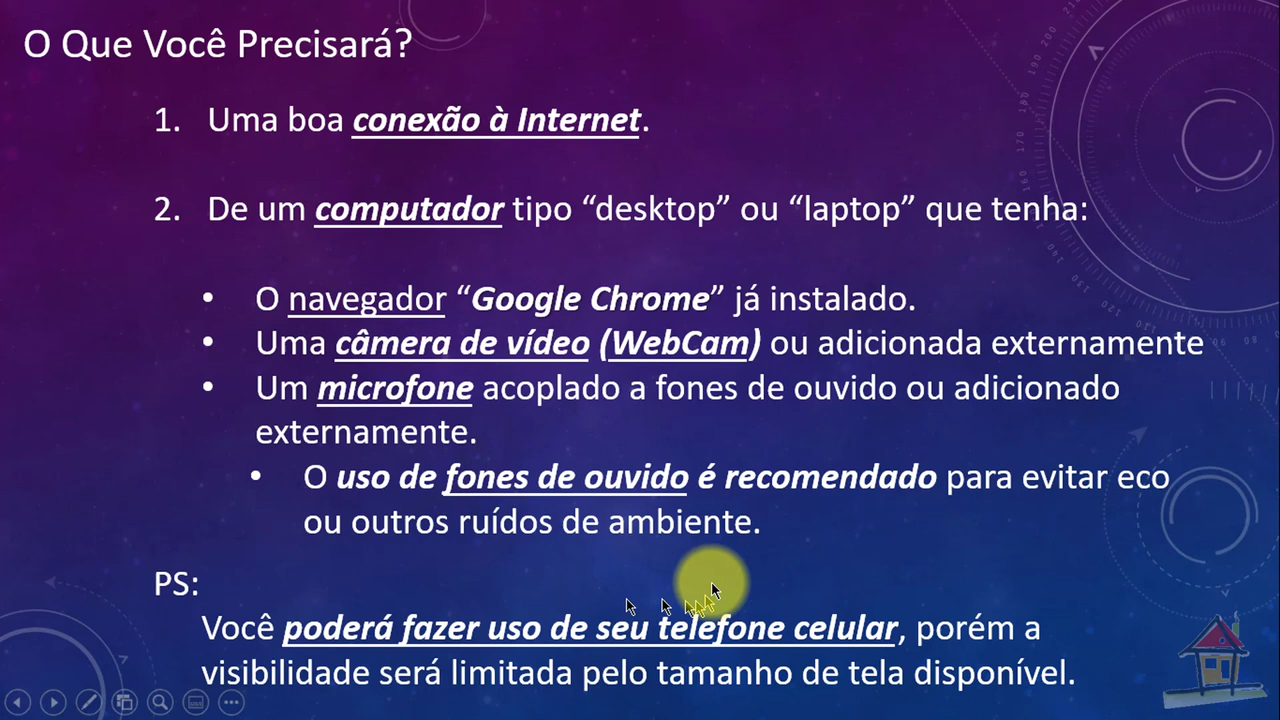 O Que Você Precisará?
1. Uma boa conexão à Internet.
2. De um computador tipo “desktop” ou “laptop” que tenha:
• O navegador “Google Chrome” já instalado.
• Uma câmera de vídeo (WebCam) ou adicionada externamente
• Um microfone acoplado a fones de ouvido ou adicionado
externamente.
• O uso de fones de ouvido é recomendado para evitar eco
ou outros ruídos de ambiente.
PS:
Você poderá fazer uso de seu telefone celular, porém a
visibilidade será limitada pelo tamanho de tela disponível.